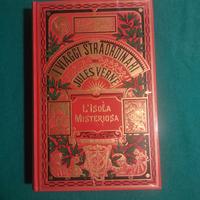 I VIAGGI STRAORDINARI
JULES VERNE
L'ISOLA
MISTERIOSA